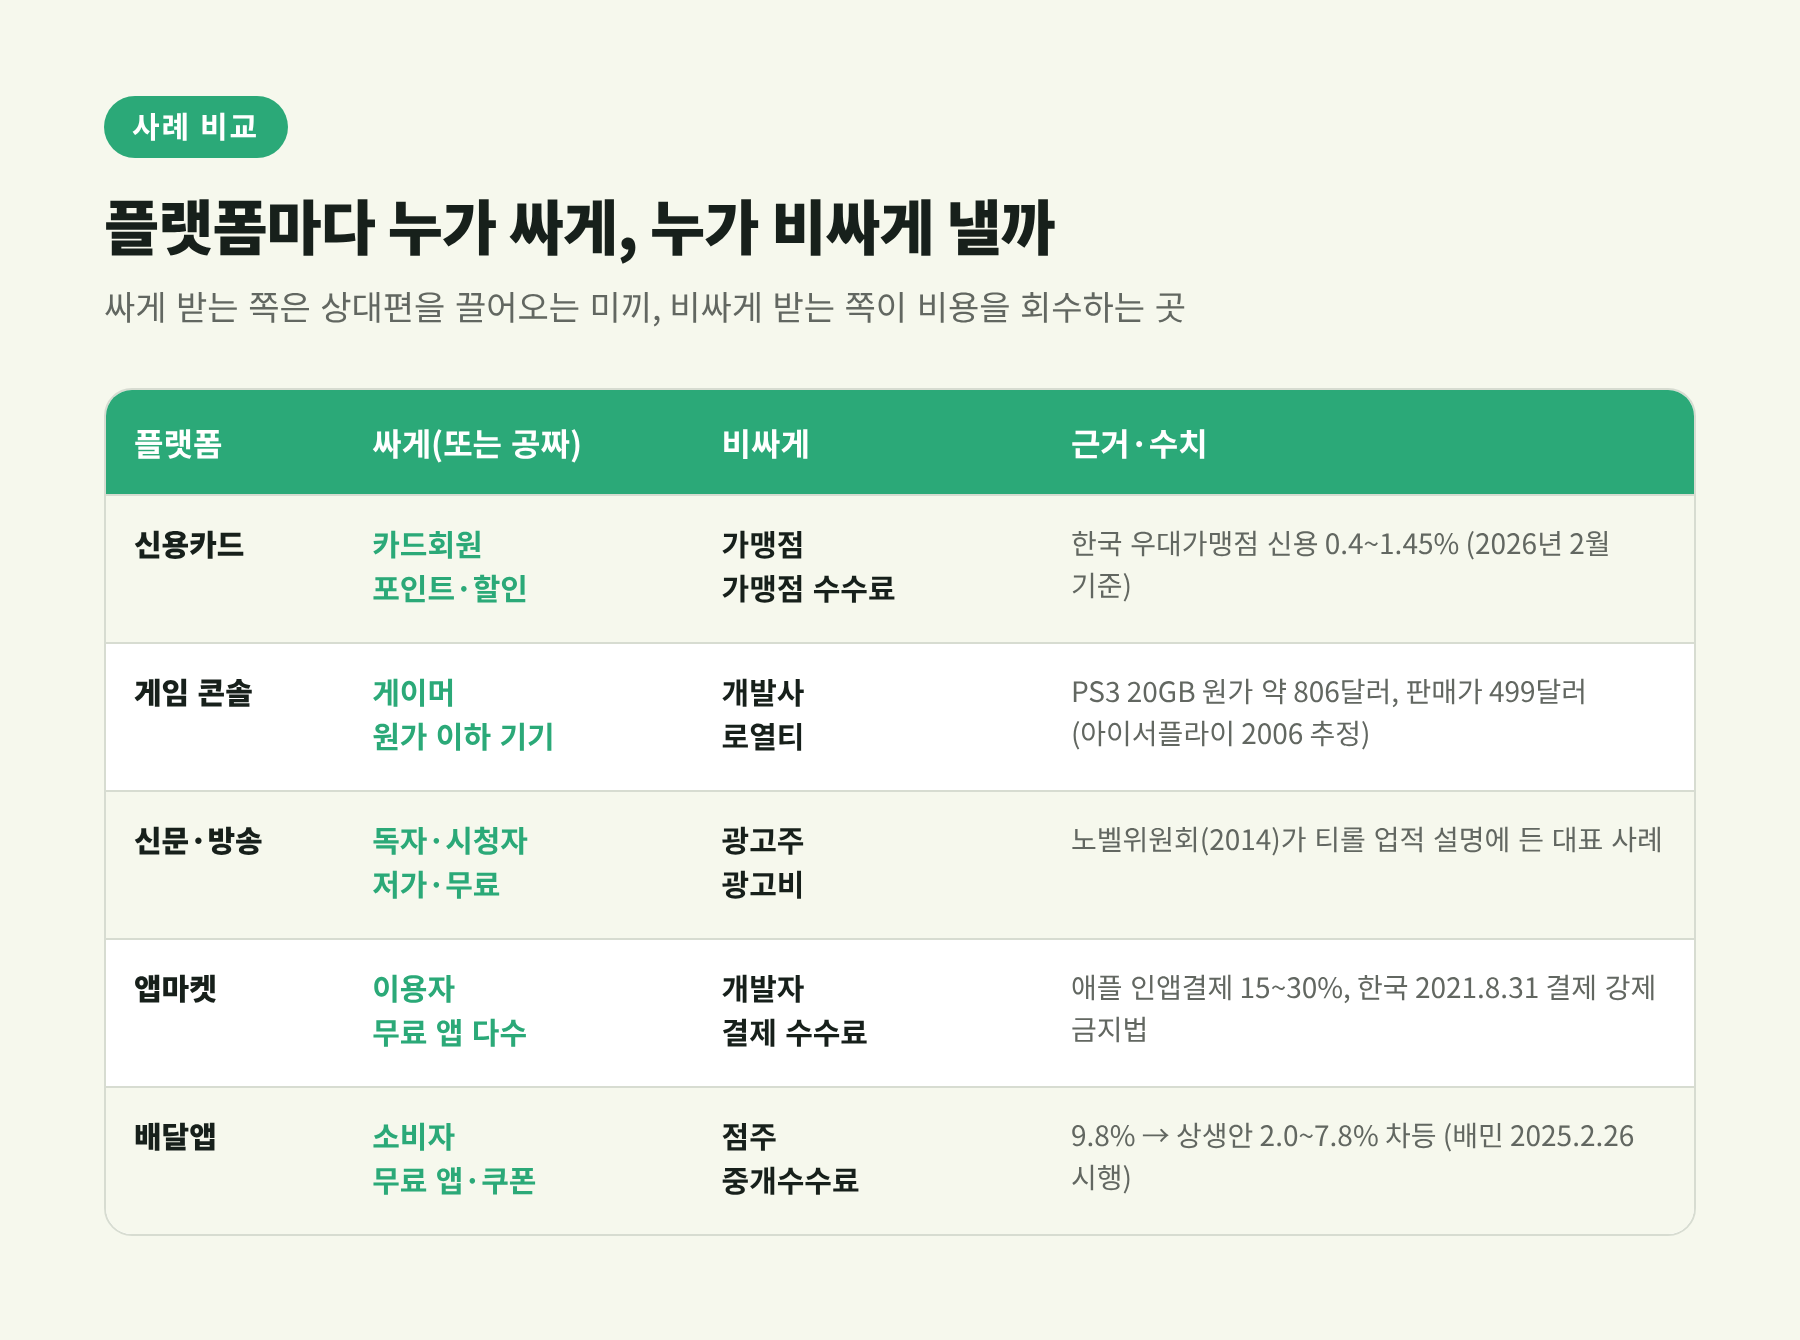 사례 비교
플랫폼마다 누가 싸게, 누가 비싸게 낼까
싸게 받는 쪽은 상대편을 끌어오는 미끼, 비싸게 받는 쪽이 비용을 회수하는 곳
플랫폼 싸게(또는 공짜) 비싸게 근거·수치
신용카드 카드회원 가맹점 한국 우대가맹점 신용 0.4~1.45% (2026년 2월
포인트·할인 가맹점 수수료 기준)
게임 콘솔 게이머 개발사 PS3 20GB 원가 약 806달러, 판매가 499달러
원가 이하 기기 로열티 (아이서플라이 2006 추정)
신문·방송 독자·시청자 광고주 노벨위원회(2014)가 티롤 업적 설명에 든 대표 사례
저가·무료 광고비
앱마켓 이용자 개발자 애플 인앱결제 15~30%, 한국 2021.8.31 결제 강제
무료 앱 다수 결제 수수료 금지법
배달앱 소비자 점주 9.8% → 상생안 2.0~7.8% 차등 (배민 2025.2.26
무료 앱·쿠폰 중개수수료 시행)